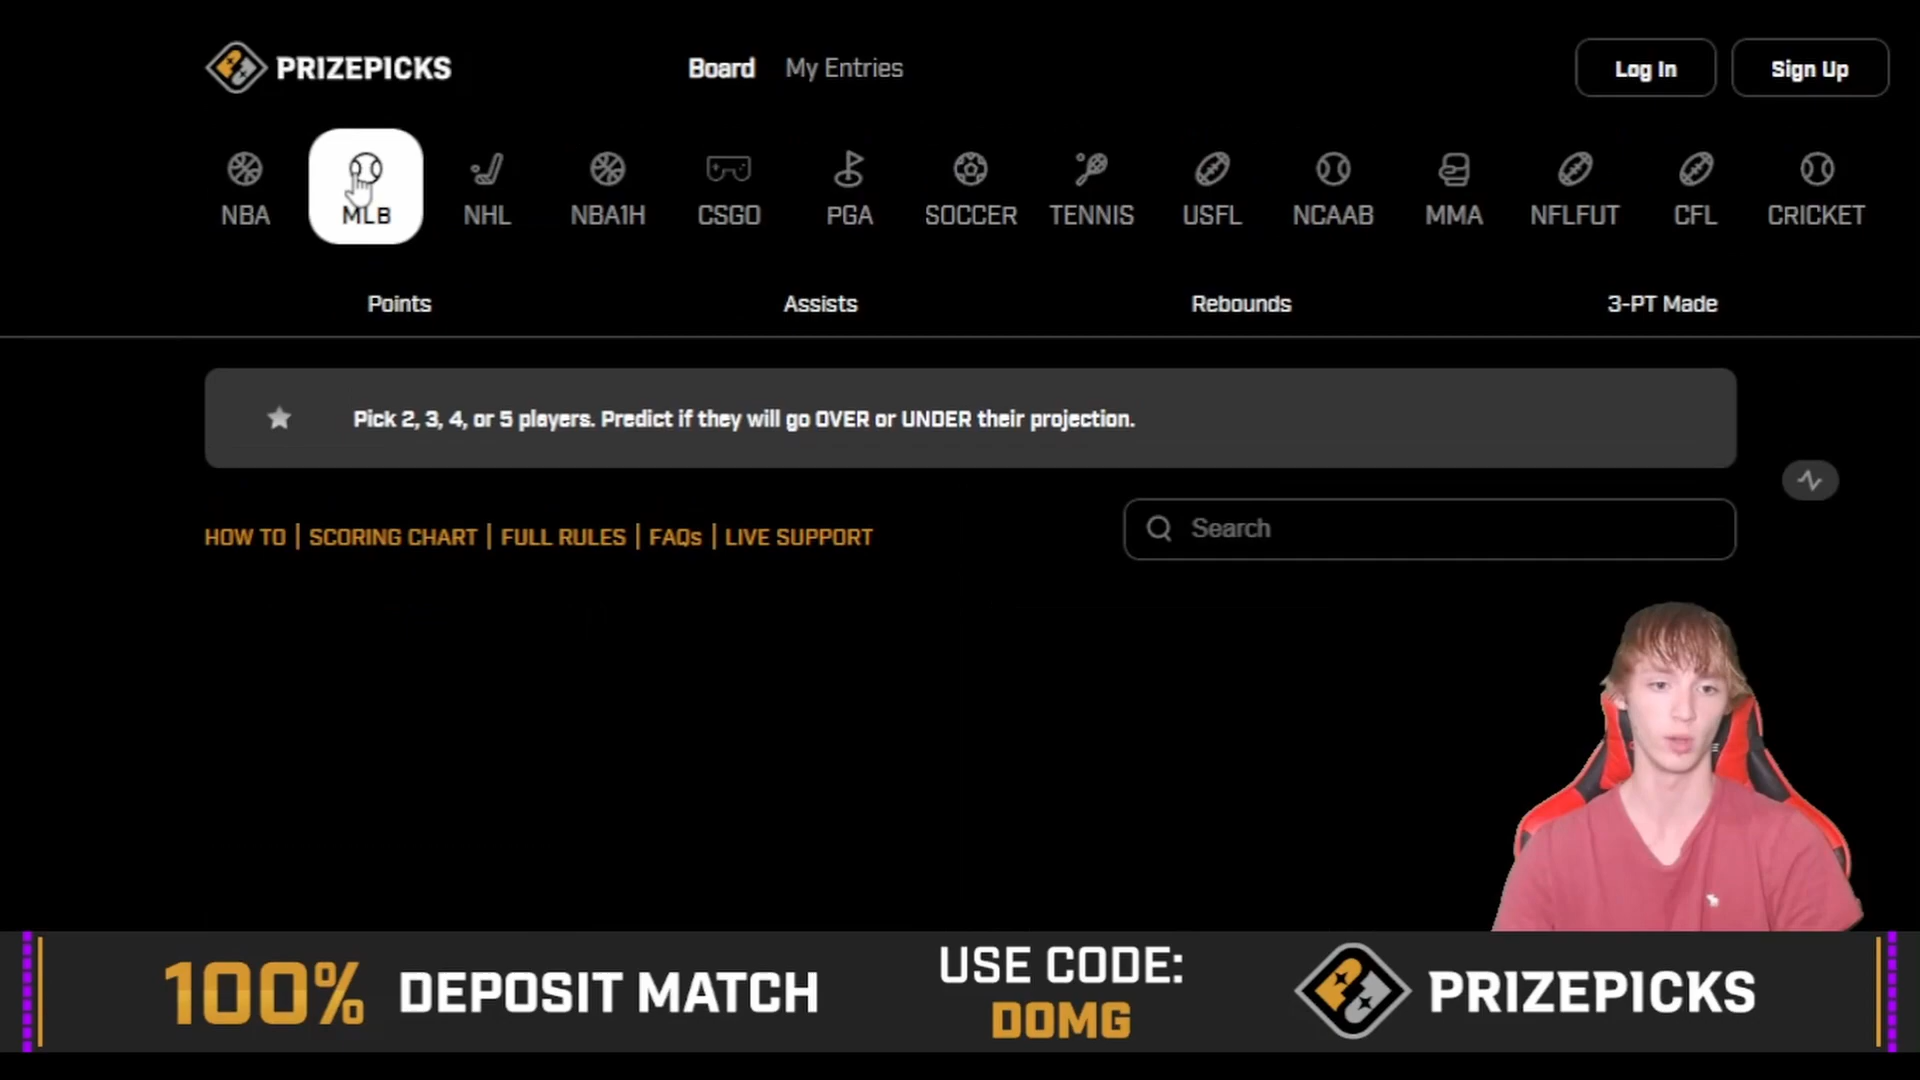 PRIZEPICKS
Board
My Entries
Log In
Sign Up
NBA
MLB
NHL
NBA1H
CSGO
PGA
SOCCER
TENNIS
USFL
NCAAB
MMA
NFLFUT
CFL
CRICKET
Points
Assists
Rebounds
3-PT Made
Pick 2, 3, 4, or 5 players. Predict if they will go OVER or UNDER their projection.
HOW TO | SCORING CHART | FULL RULES | FAQs | LIVE SUPPORT
Search
100% DEPOSIT MATCH
USE CODE:
DOMG
PRIZEPICKS